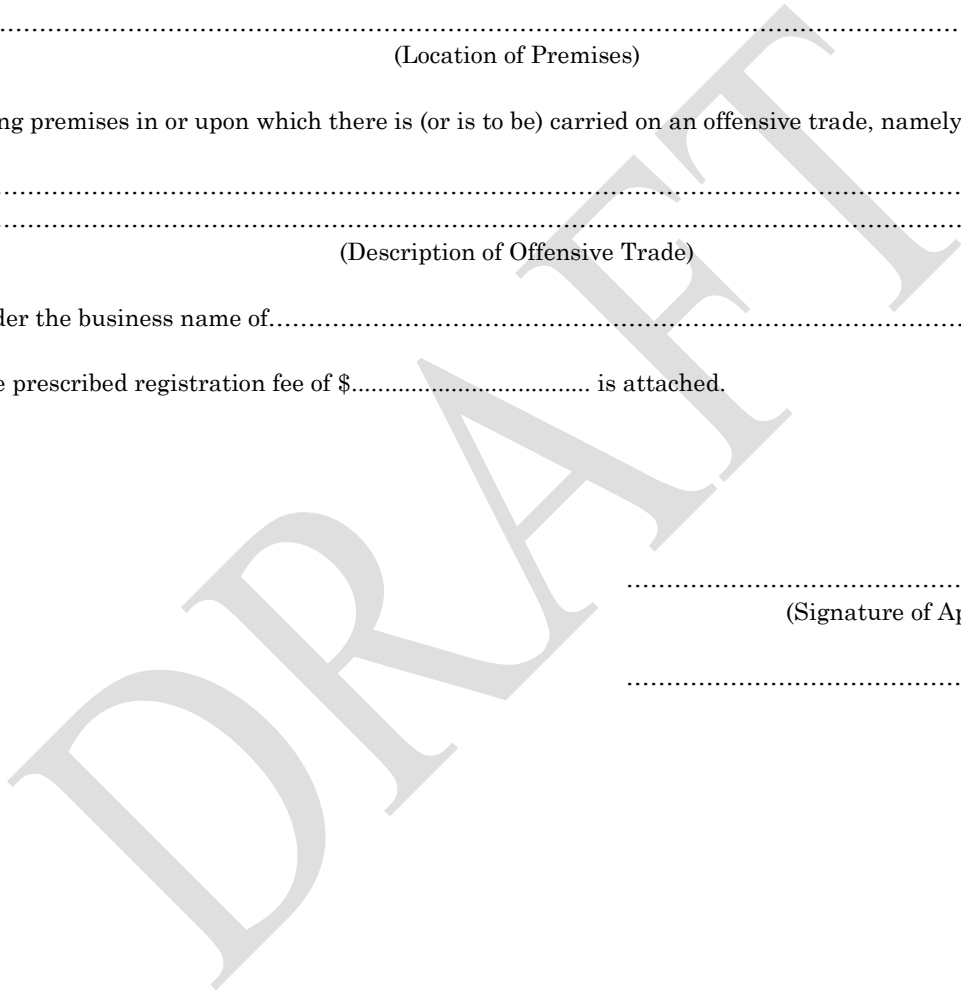 ……………………………………………………………………………………………………………
(Location of Premises)
ng premises in or upon which there is (or is to be) carried on an offensive trade, namely
……………………………………………………………………………………………………………
……………………………………………………………………………………………………………
(Description of Offensive Trade)
der the business name of……………………………………………………………………………
e prescribed registration fee of $................................ is attached.
……………………………………………
(Signature of Ap
……………………………………………
DRAFT